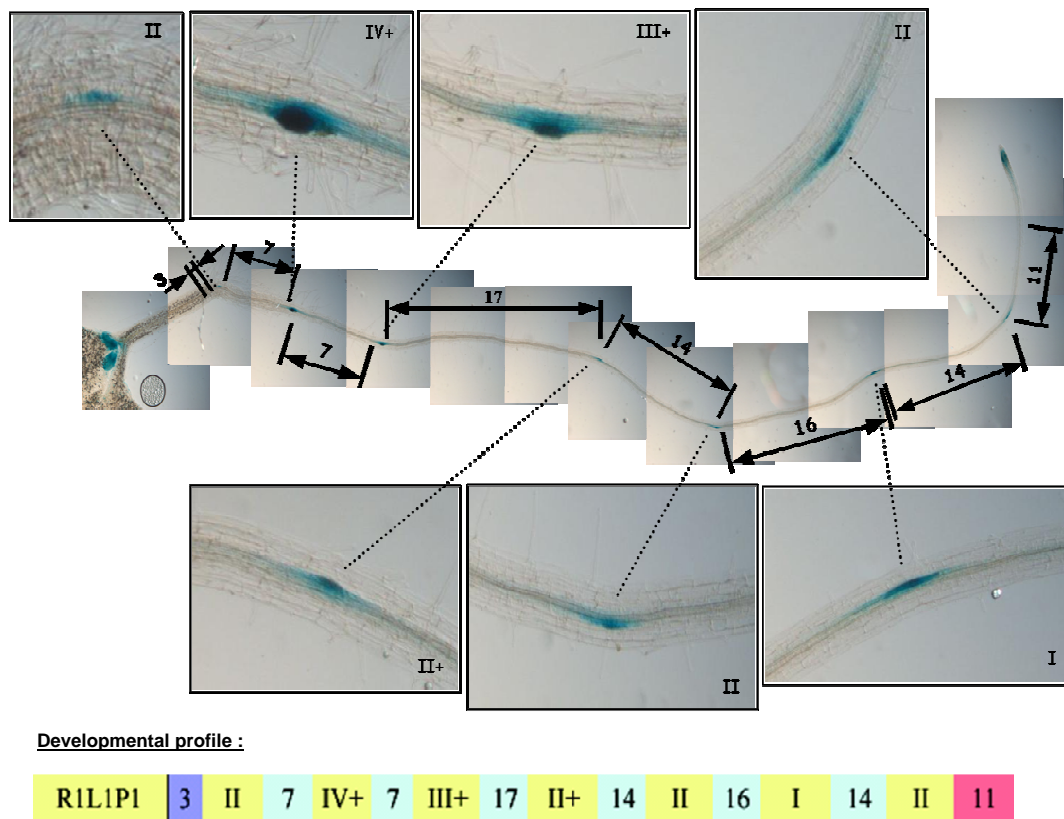 II
IV+
III+
II
3
7
7
17
14
16
14
11
II+
II
I
Developmental profile :
R1L1P1 3 II 7 IV+ 7 III+ 17 II+ 14 II 16 I 14 II 11